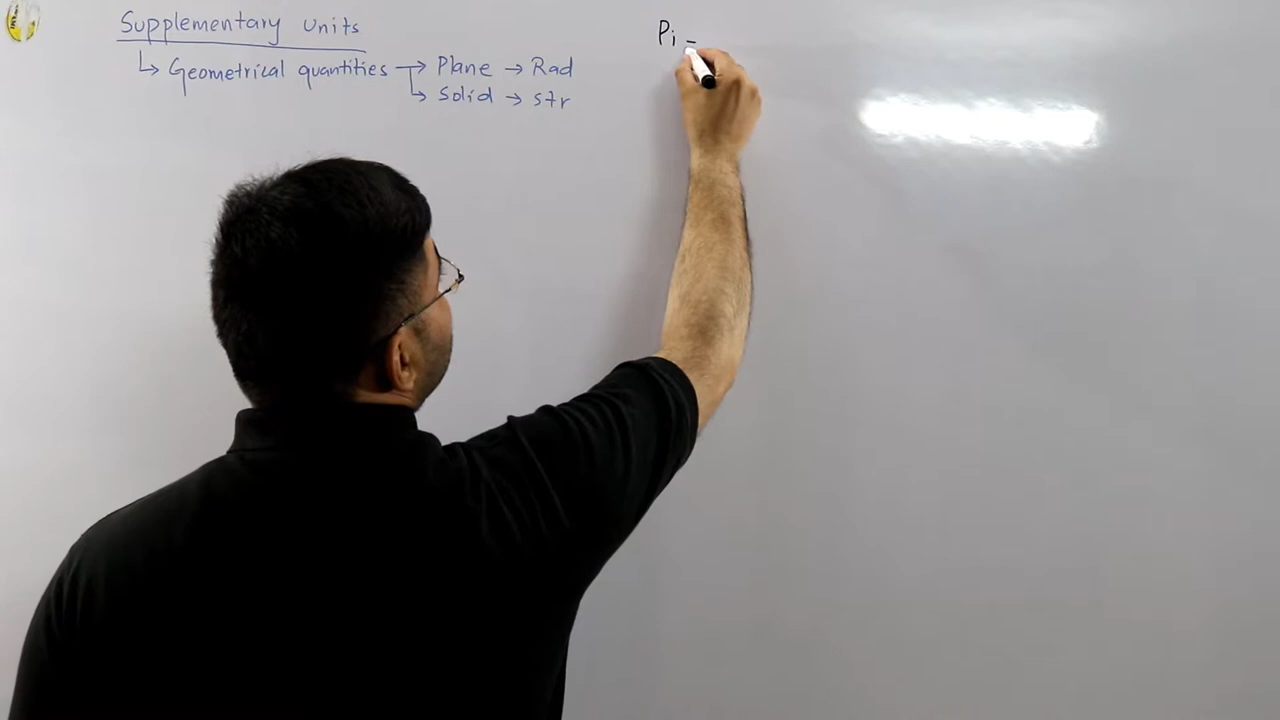 Supplementary Units
↳ Geometrical quantities → Plane → Rad
↳ Solid → str
Pi -